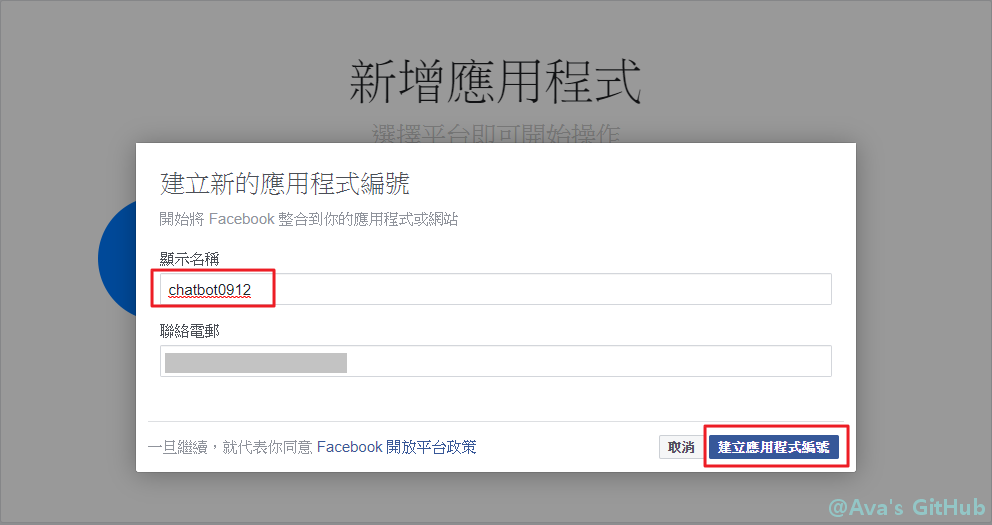 新增應用程式
選擇平台即可開始操作
建立新的應用程式編號
開始將 Facebook 整合到你的應用程式或網站
顯示名稱
chatbot0912
聯絡電郵
一旦繼續，就代表你同意 Facebook 開放平台政策
取消
建立應用程式編號
@Ava's GitHub